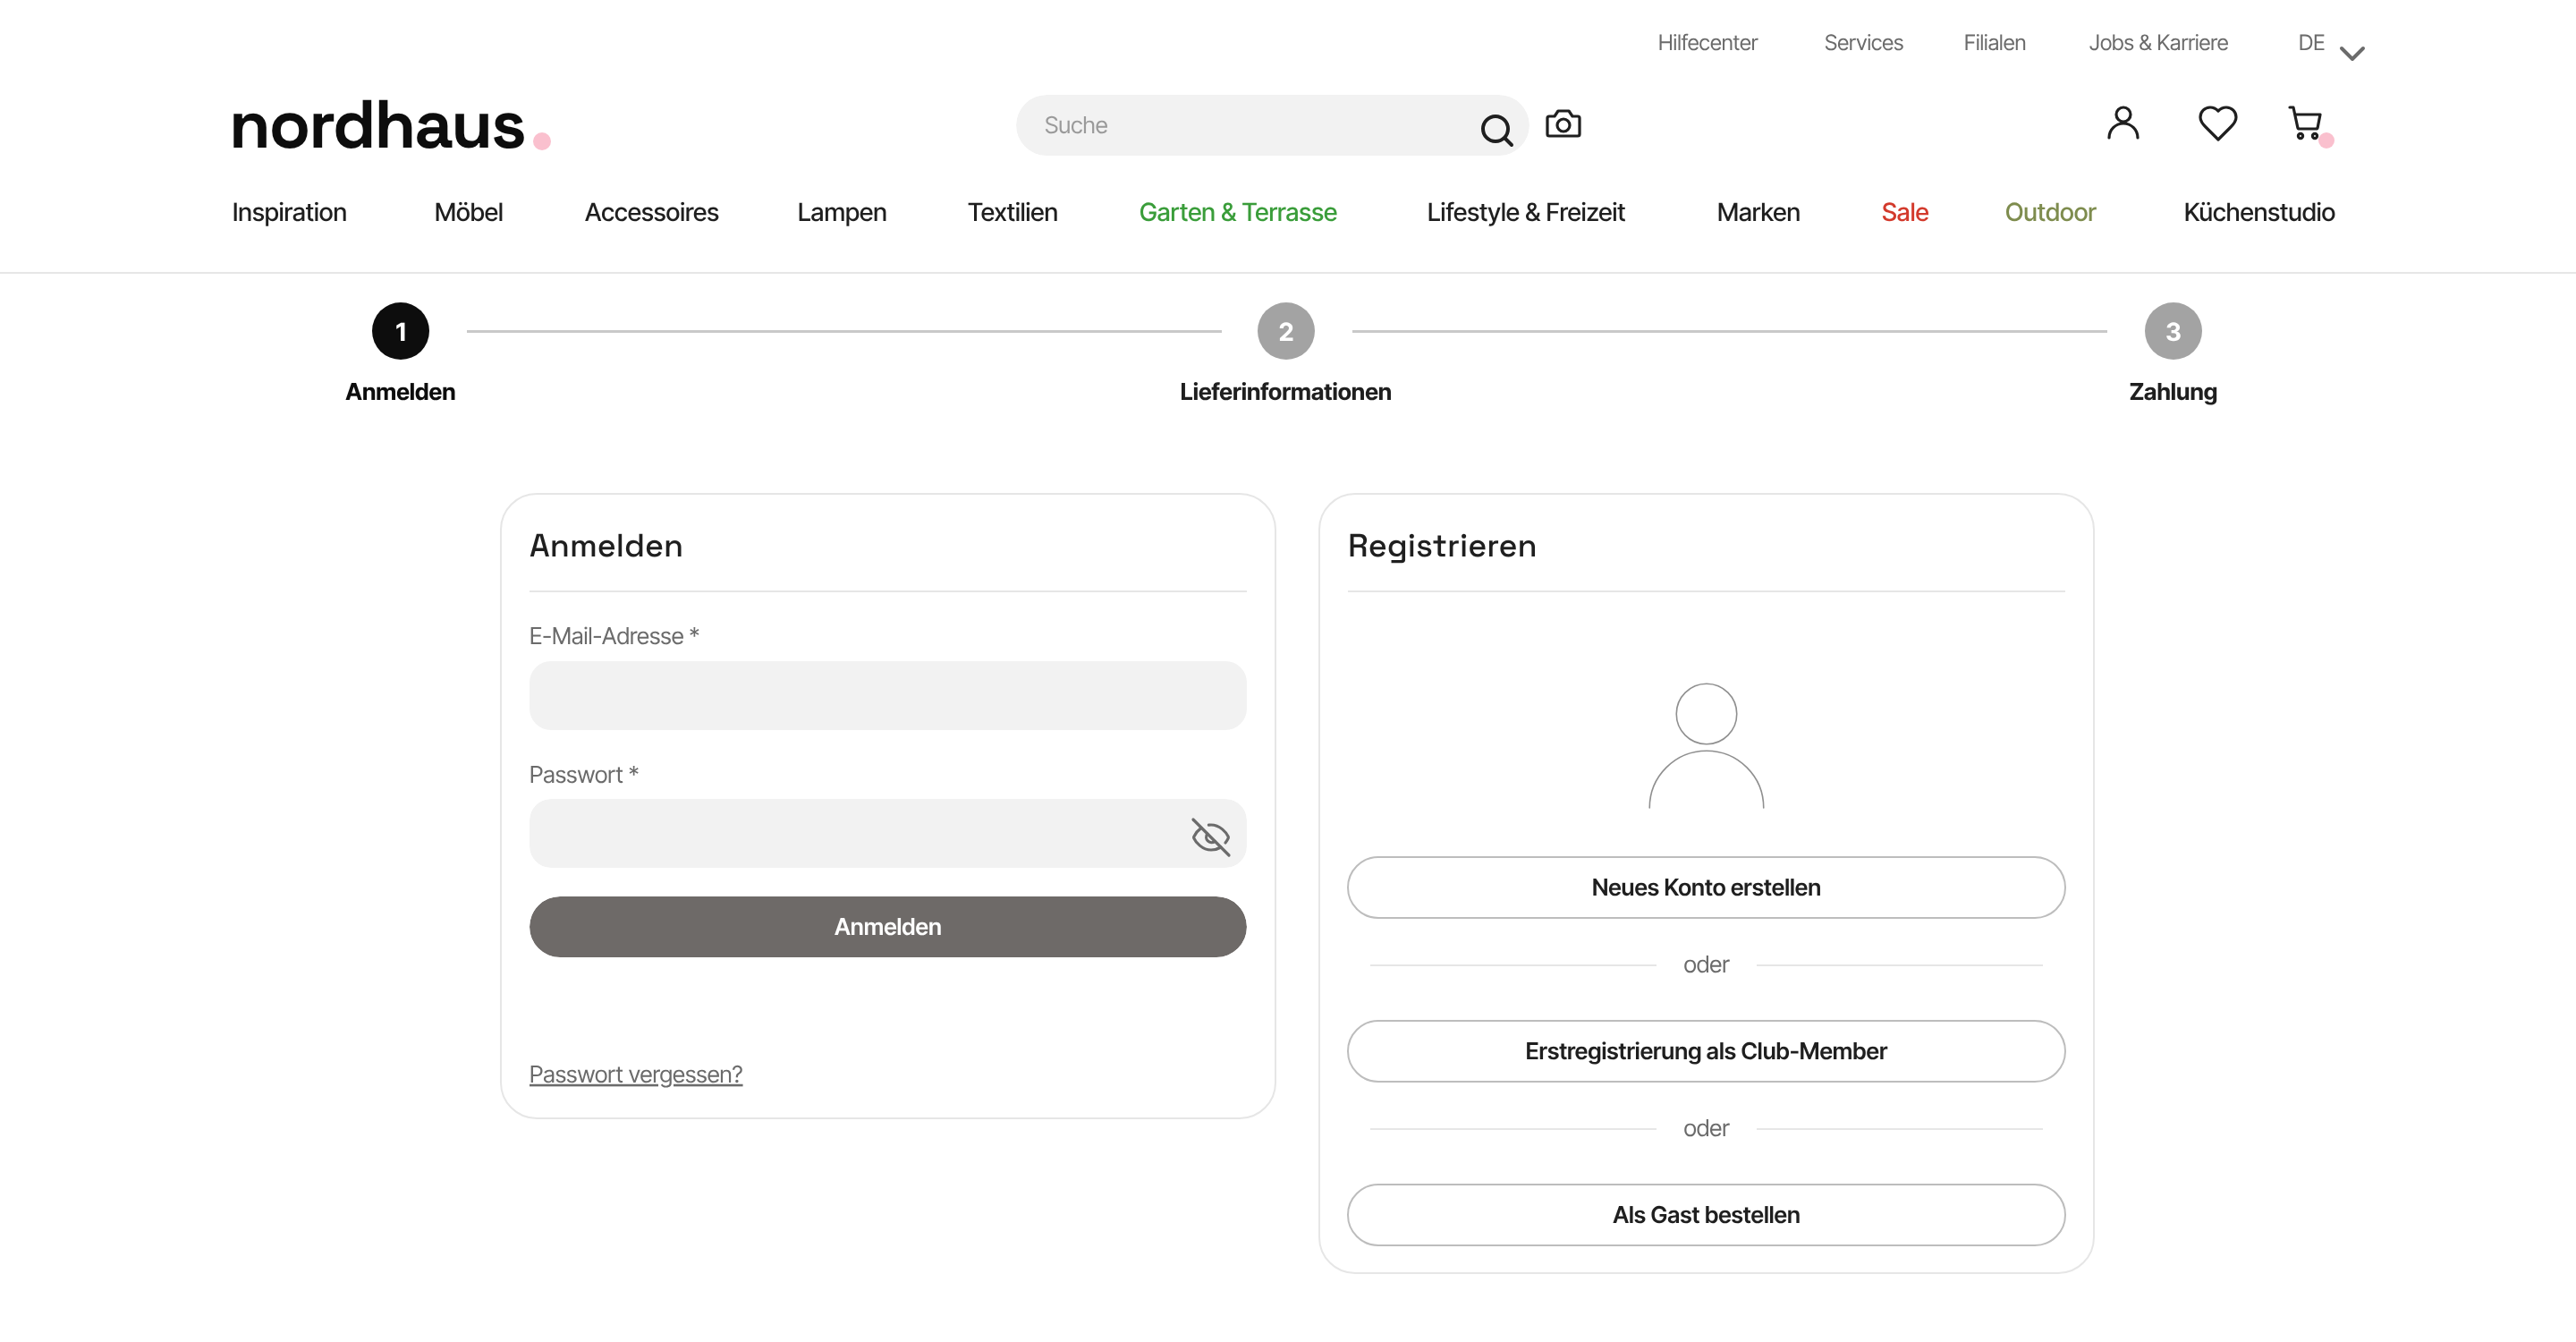 Hilfecenter Services Filialen Jobs & Karriere DE
nordhaus.
Suche
Inspiration Möbel Accessoires Lampen Textilien Garten & Terrasse Lifestyle & Freizeit Marken Sale Outdoor Küchenstudio
1 2 3
Anmelden Lieferinformationen Zahlung
Anmelden
E-Mail-Adresse *
Passwort *
Anmelden
Passwort vergessen?
Registrieren
Neues Konto erstellen
oder
Erstregistrierung als Club-Member
oder
Als Gast bestellen